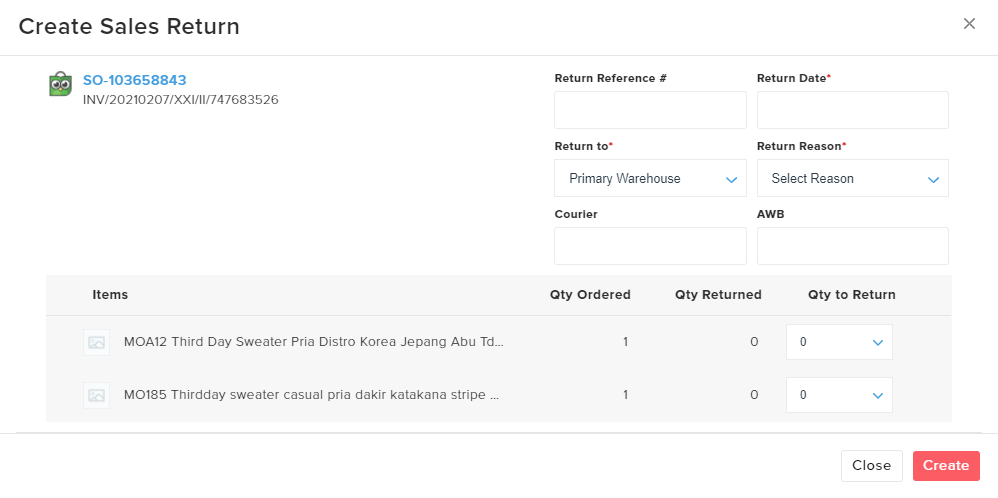 Create Sales Return
SO-103658843
INV/20210207/XXI/II/747683526
Return Reference #
Return Date*
Return to*
Return Reason*
Primary Warehouse
Select Reason
Courier
AWB
Items Qty Ordered Qty Returned Qty to Return
MOA12 Third Day Sweater Pria Distro Korea Jepang Abu Td... 1 0 0
MO185 Thirdday sweater casual pria dakir katakana stripe ... 1 0 0
Close Create